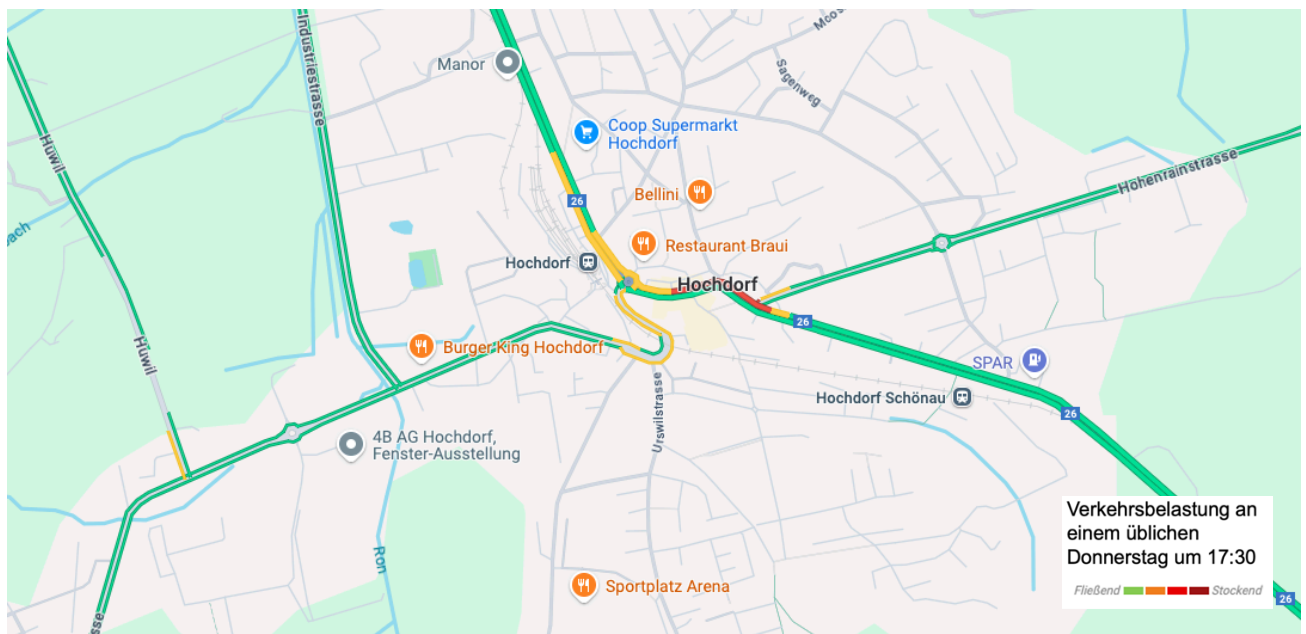 Industriestrasse
Mcos
Manor
Sagenweg
Coop Supermarkt
Hochdorf
Hüwil
Hohenrainstrasse
26
Bellini
bach
Restaurant Braui
Hochdorf
Hochdorf
26
Hüwil
Burger King Hochdorf
SPAR
Urswilstrasse
Hochdorf Schönau
26
4B AG Hochdorf,
Fenster-Ausstellung
Verkehrsbelastung an
einem üblichen
Donnerstag um 17:30
Ron
Sportplatz Arena
Fließend
Stockend
26
sse